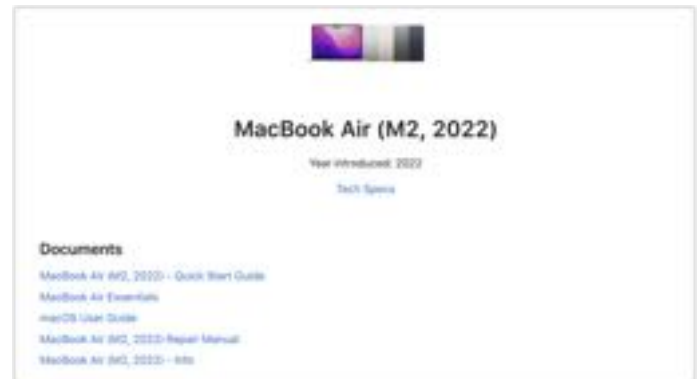 MacBook Air (M2, 2022)
Year introduced: 2022
Tech Specs
Documents
MacBook Air (M2, 2022) - Quick Start Guide
MacBook Air Essentials
macOS User Guide
MacBook Air (M2, 2022) Repair Manual
MacBook Air (M2, 2022) - Info